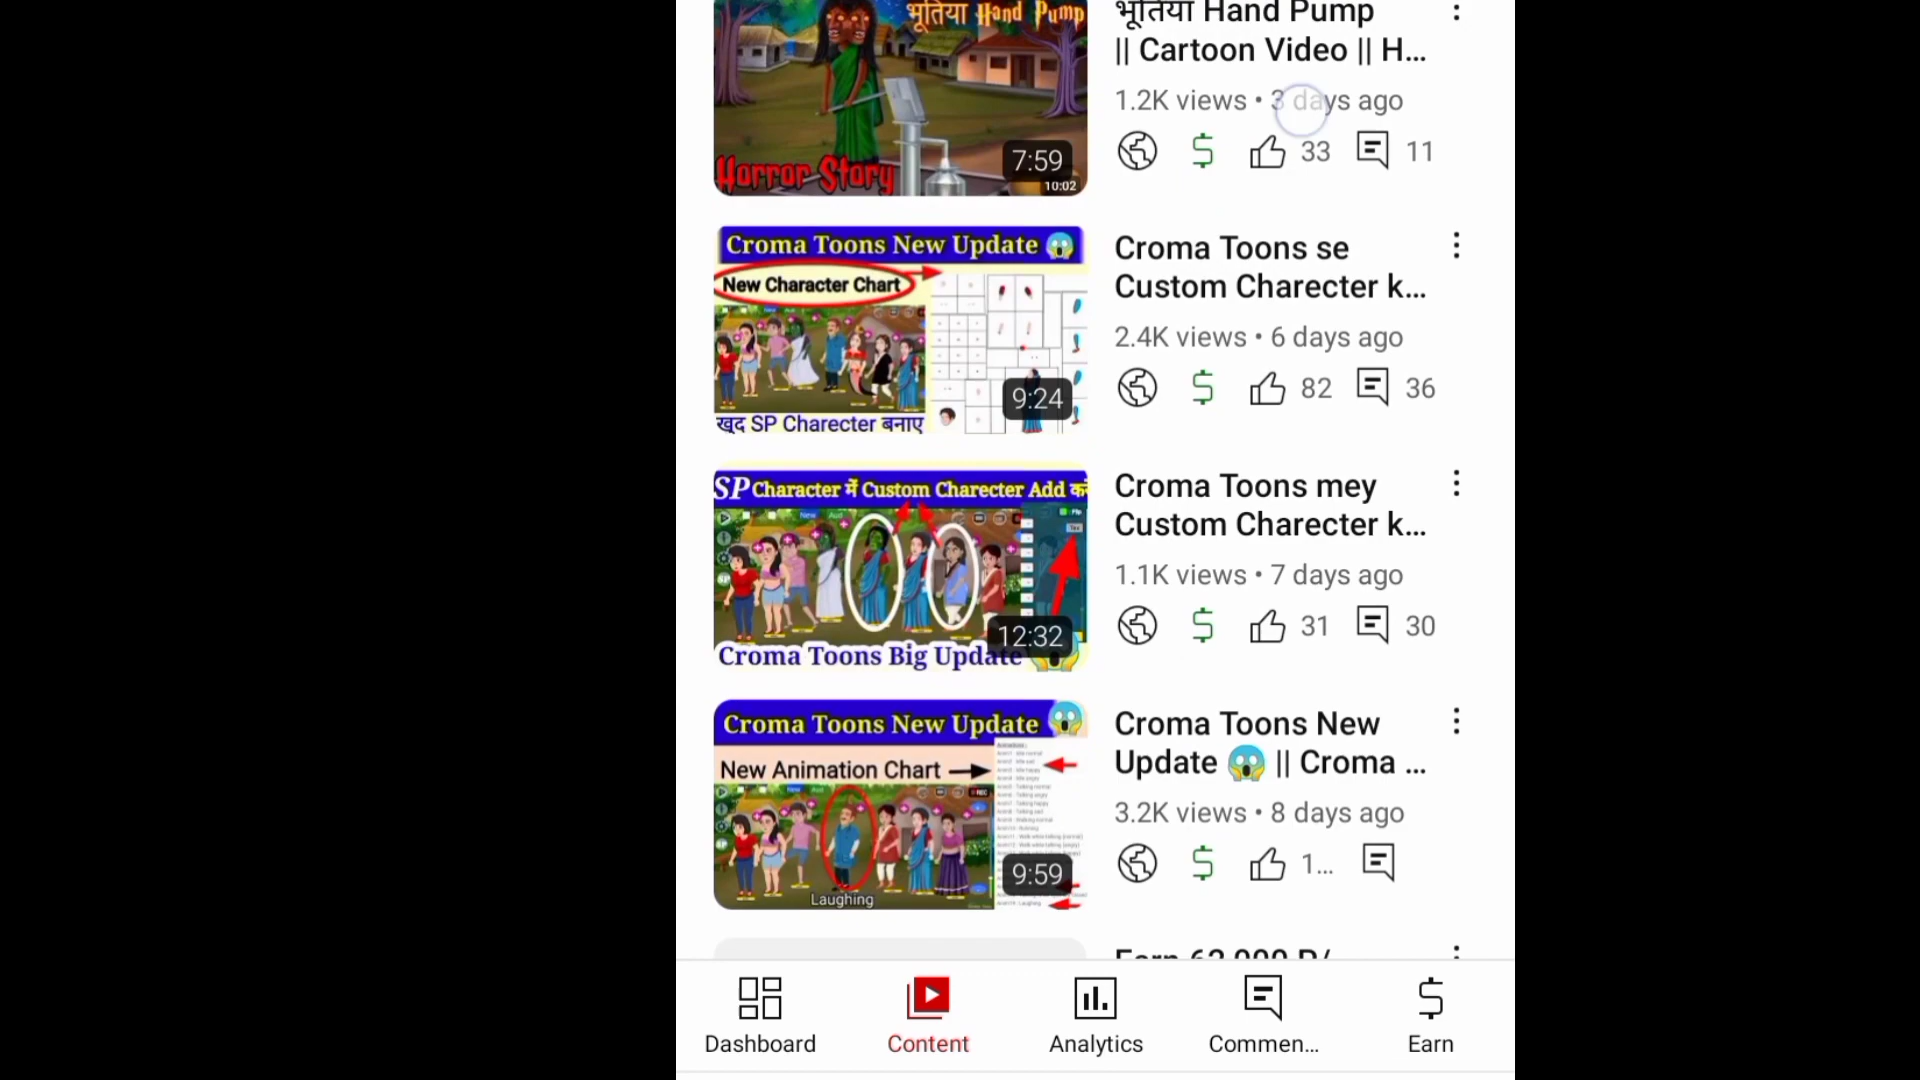 भूतिया Hand Pump
Horror Story
7:59
10:02
भूतिया Hand Pump
|| Cartoon Video || H...
1.2K views • 3 days ago
33
11
Croma Toons New Update 😱
New Character Chart
खुद SP Charecter बनाए
9:24
Croma Toons se
Custom Charecter k...
2.4K views • 6 days ago
82
36
SP Character में Custom Charecter Add करें
New
Flip
Croma Toons Big Update
12:32
Croma Toons mey
Custom Charecter k...
1.1K views • 7 days ago
31
30
Croma Toons New Update 😱
New Animation Chart
REC
Laughing
9:59
Croma Toons New
Update 😱 || Croma ...
3.2K views • 8 days ago
1...
Dashboard
Content
Analytics
Commen...
Earn